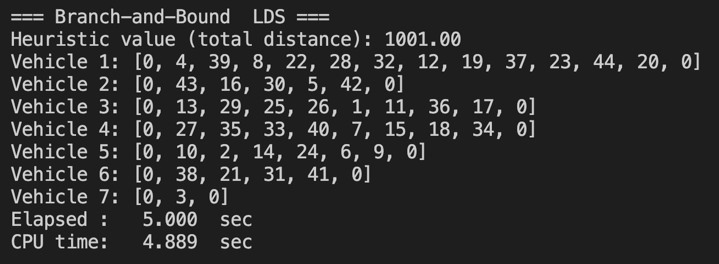 === Branch-and-Bound  LDS ===
Heuristic value (total distance): 1001.00
Vehicle 1: [0, 4, 39, 8, 22, 28, 32, 12, 19, 37, 23, 44, 20, 0]
Vehicle 2: [0, 43, 16, 30, 5, 42, 0]
Vehicle 3: [0, 13, 29, 25, 26, 1, 11, 36, 17, 0]
Vehicle 4: [0, 27, 35, 33, 40, 7, 15, 18, 34, 0]
Vehicle 5: [0, 10, 2, 14, 24, 6, 9, 0]
Vehicle 6: [0, 38, 21, 31, 41, 0]
Vehicle 7: [0, 3, 0]
Elapsed :   5.000  sec
CPU time:   4.889  sec